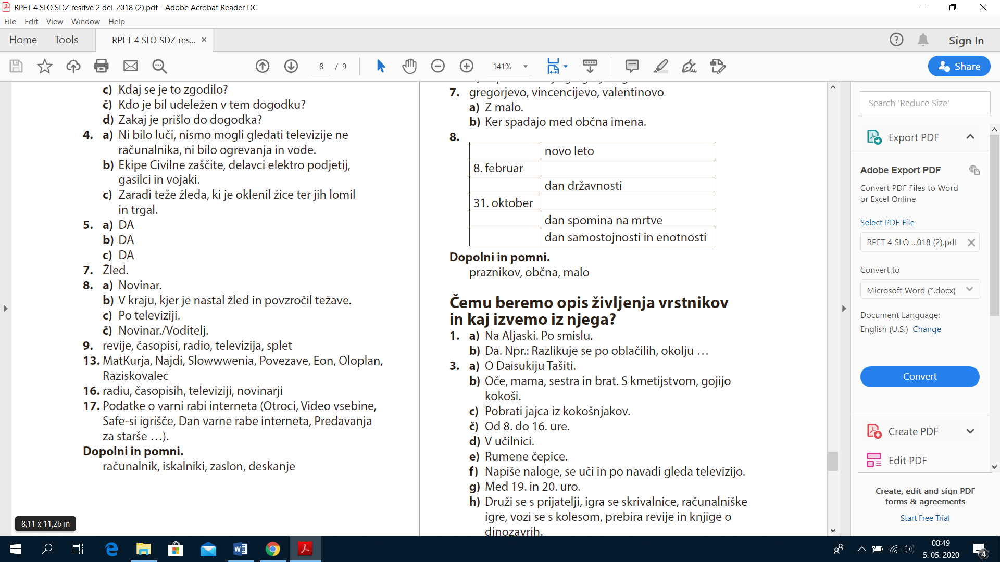 RPET 4 SLO SDZ resitve 2 del_2018 (2).pdf - Adobe Acrobat Reader DC
File Edit View Window Help
Home Tools RPET 4 SLO SDZ res... × Sign In
8 / 9 141% Share
c) Kdaj se je to zgodilo?
č) Kdo je bil udeležen v tem dogodku?
d) Zakaj je prišlo do dogodka?
4. a) Ni bilo luči, nismo mogli gledati televizije ne
računalnika, ni bilo ogrevanja in vode.
b) Ekipe Civilne zaščite, delavci elektro podjetij,
gasilci in vojaki.
c) Zaradi teže žleda, ki je oklenil žice ter jih lomil
in trgal.
5. a) DA
b) DA
c) DA
7. Žled.
8. a) Novinar.
b) V kraju, kjer je nastal žled in povzročil težave.
c) Po televiziji.
č) Novinar./Voditelj.
9. revije, časopisi, radio, televizija, splet
13. MatKurja, Najdi, Slowwwenia, Povezave, Eon, Oloplan,
Raziskovalec
16. radiu, časopisih, televiziji, novinarji
17. Podatke o varni rabi interneta (Otroci, Video vsebine,
Safe-si igrišče, Dan varne rabe interneta, Predavanja
za starše …).
Dopolni in pomni.
računalnik, iskalniki, zaslon, deskanje
8,11 x 11,26 in
7. gregorjevo, vincencijevo, valentinovo
a) Z malo.
b) Ker spadajo med občna imena.
8.
novo leto
8. februar
dan državnosti
31. oktober
dan spomina na mrtve
dan samostojnosti in enotnosti
Dopolni in pomni.
praznikov, občna, malo
Čemu beremo opis življenja vrstnikov
in kaj izvemo iz njega?
1. a) Na Aljaski. Po smislu.
b) Da. Npr.: Razlikuje se po oblačilih, okolju …
3. a) O Daisukiju Tašiti.
b) Oče, mama, sestra in brat. S kmetijstvom, gojijo
kokoši.
c) Pobrati jajca iz kokošnjakov.
č) Od 8. do 16. ure.
d) V učilnici.
e) Rumene čepice.
f) Napiše naloge, se uči in po navadi gleda televizijo.
g) Med 19. in 20. uro.
h) Druži se s prijatelji, igra se skrivalnice, računalniške
igre, vozi se s kolesom, prebira revije in knjige o
dinozavrih.
Search 'Reduce Size'
Export PDF
Adobe Export PDF
Convert PDF Files to Word
or Excel Online
Select PDF File
RPET 4 SLO ...018 (2).pdf
Convert to
Microsoft Word (*.docx)
Document Language:
English (U.S.) Change
Convert
Create PDF
Edit PDF
Create, edit and sign PDF
forms & agreements
Start Free Trial
08:49
5. 05. 2020
4